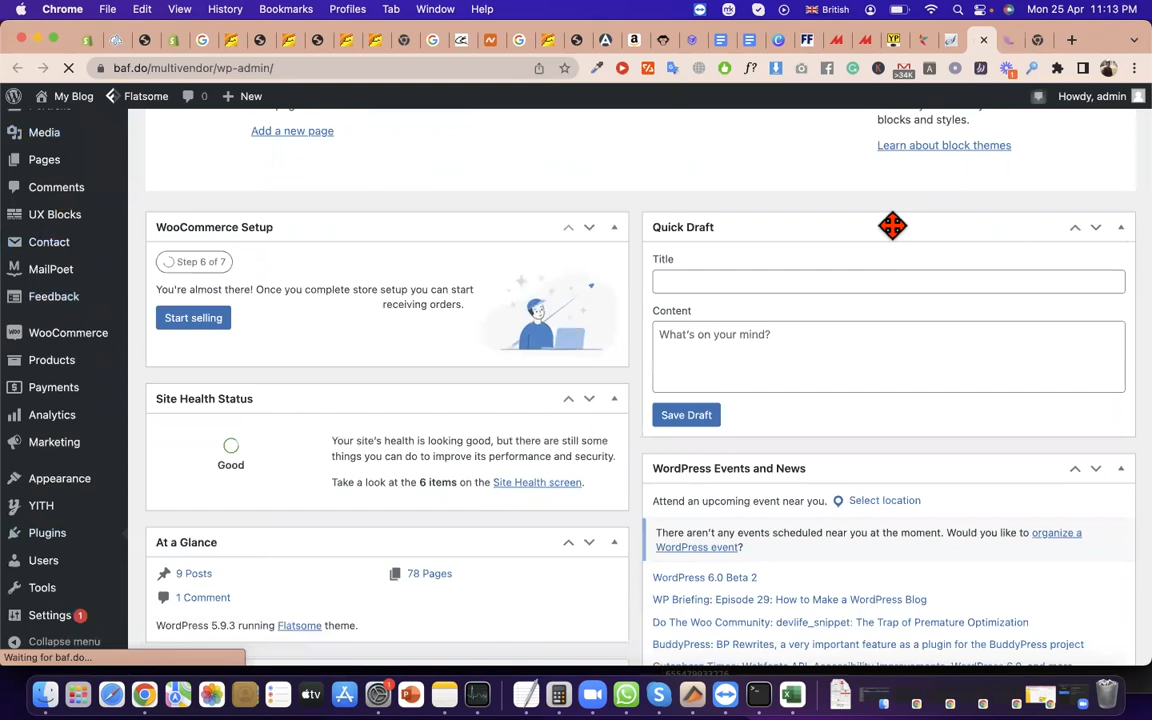 Chrome File Edit View History Bookmarks Profiles Tab Window Help British Mon 25 Apr 11:13 PM
baf.do/multivendor/wp-admin/
>34K
My Blog Flatsome 0 + New Howdy, admin
blocks and styles.
Add a new page
Learn about block themes
Media
Pages
Comments
UX Blocks
Contact
MailPoet
Feedback
WooCommerce
Products
Payments
Analytics
Marketing
Appearance
YITH
Plugins
Users
Tools
Settings 1
Collapse menu
WooCommerce Setup
Step 6 of 7
You're almost there! Once you complete store setup you can start
receiving orders.
Start selling
Site Health Status
Good
Your site's health is looking good, but there are still some
things you can do to improve its performance and security.
Take a look at the 6 items on the Site Health screen.
At a Glance
9 Posts 78 Pages
1 Comment
WordPress 5.9.3 running Flatsome theme.
Quick Draft
Title
Content
What's on your mind?
Save Draft
WordPress Events and News
Attend an upcoming event near you. Select location
There aren't any events scheduled near you at the moment. Would you like to organize a
WordPress event?
WordPress 6.0 Beta 2
WP Briefing: Episode 29: How to Make a WordPress Blog
Do The Woo Community: devlife_snippet: The Trap of Premature Optimization
BuddyPress: BP Rewrites, a very important feature as a plugin for the BuddyPress project
Waiting for baf.do...